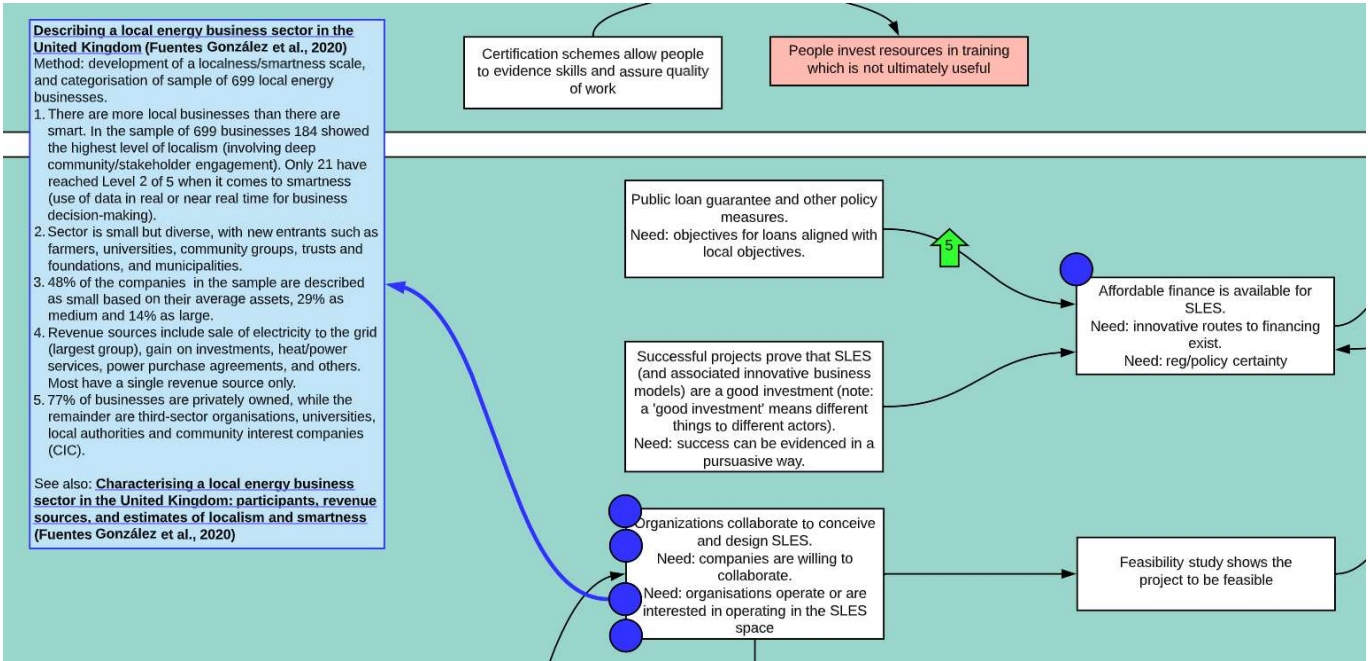 Describing a local energy business sector in the
United Kingdom (Fuentes González et al., 2020)
Method: development of a localness/smartness scale,
and categorisation of sample of 699 local energy
businesses.
1. There are more local businesses than there are
smart. In the sample of 699 businesses 184 showed
the highest level of localism (involving deep
community/stakeholder engagement). Only 21 have
reached Level 2 of 5 when it comes to smartness
(use of data in real or near real time for business
decision-making).
2. Sector is small but diverse, with new entrants such as
farmers, universities, community groups, trusts and
foundations, and municipalities.
3. 48% of the companies in the sample are described
as small based on their average assets, 29% as
medium and 14% as large.
4. Revenue sources include sale of electricity to the grid
(largest group), gain on investments, heat/power
services, power purchase agreements, and others.
Most have a single revenue source only.
5. 77% of businesses are privately owned, while the
remainder are third-sector organisations, universities,
local authorities and community interest companies
(CIC).
See also: Characterising a local energy business
sector in the United Kingdom: participants, revenue
sources, and estimates of localism and smartness
(Fuentes González et al., 2020)
Certification schemes allow people
to evidence skills and assure quality
of work
People invest resources in training
which is not ultimately useful
Public loan guarantee and other policy
measures.
Need: objectives for loans aligned with
local objectives.
5
Affordable finance is available for
SLES.
Need: innovative routes to financing
exist.
Need: reg/policy certainty
Successful projects prove that SLES
(and associated innovative business
models) are a good investment (note:
a 'good investment' means different
things to different actors).
Need: success can be evidenced in a
pursuasive way.
Organizations collaborate to conceive
and design SLES.
Need: companies are willing to
collaborate.
Need: organisations operate or are
interested in operating in the SLES
space
Feasibility study shows the
project to be feasible